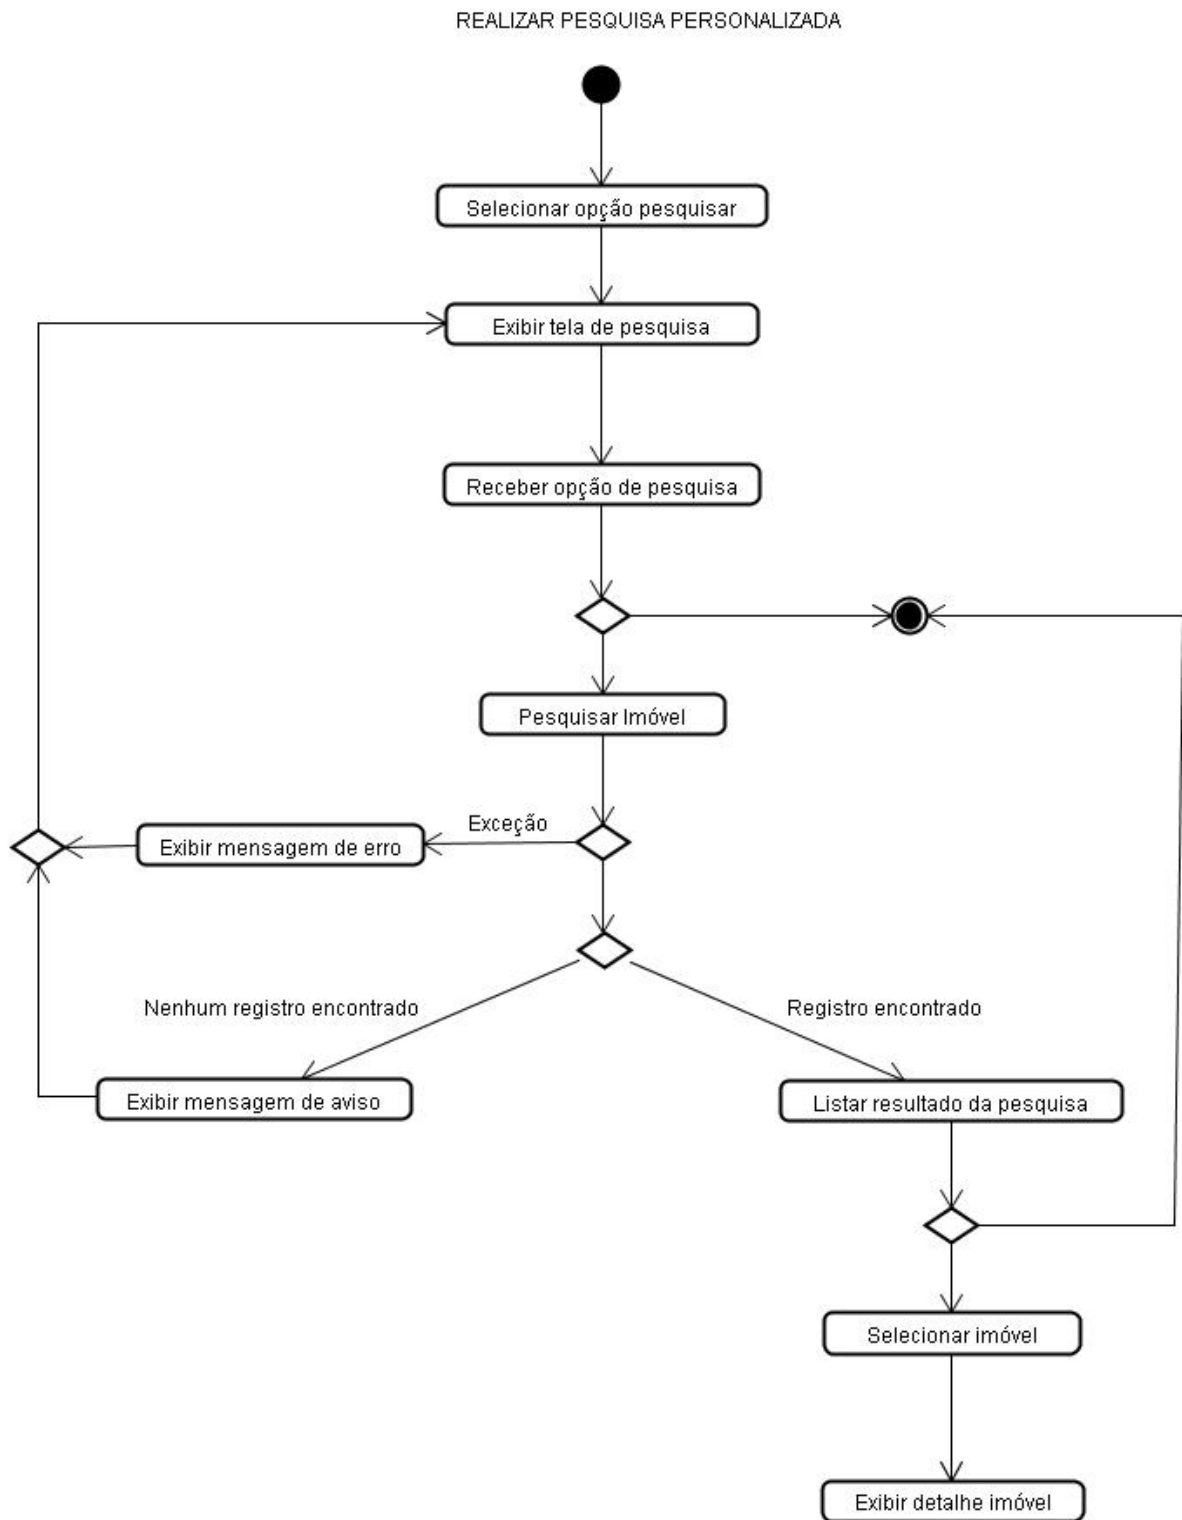 REALIZAR PESQUISA PERSONALIZADA
Selecionar opção pesquisar
Exibir tela de pesquisa
Receber opção de pesquisa
Pesquisar Imóvel
Exceção
Exibir mensagem de erro
Nenhum registro encontrado
Registro encontrado
Exibir mensagem de aviso
Listar resultado da pesquisa
Selecionar imóvel
Exibir detalhe imóvel